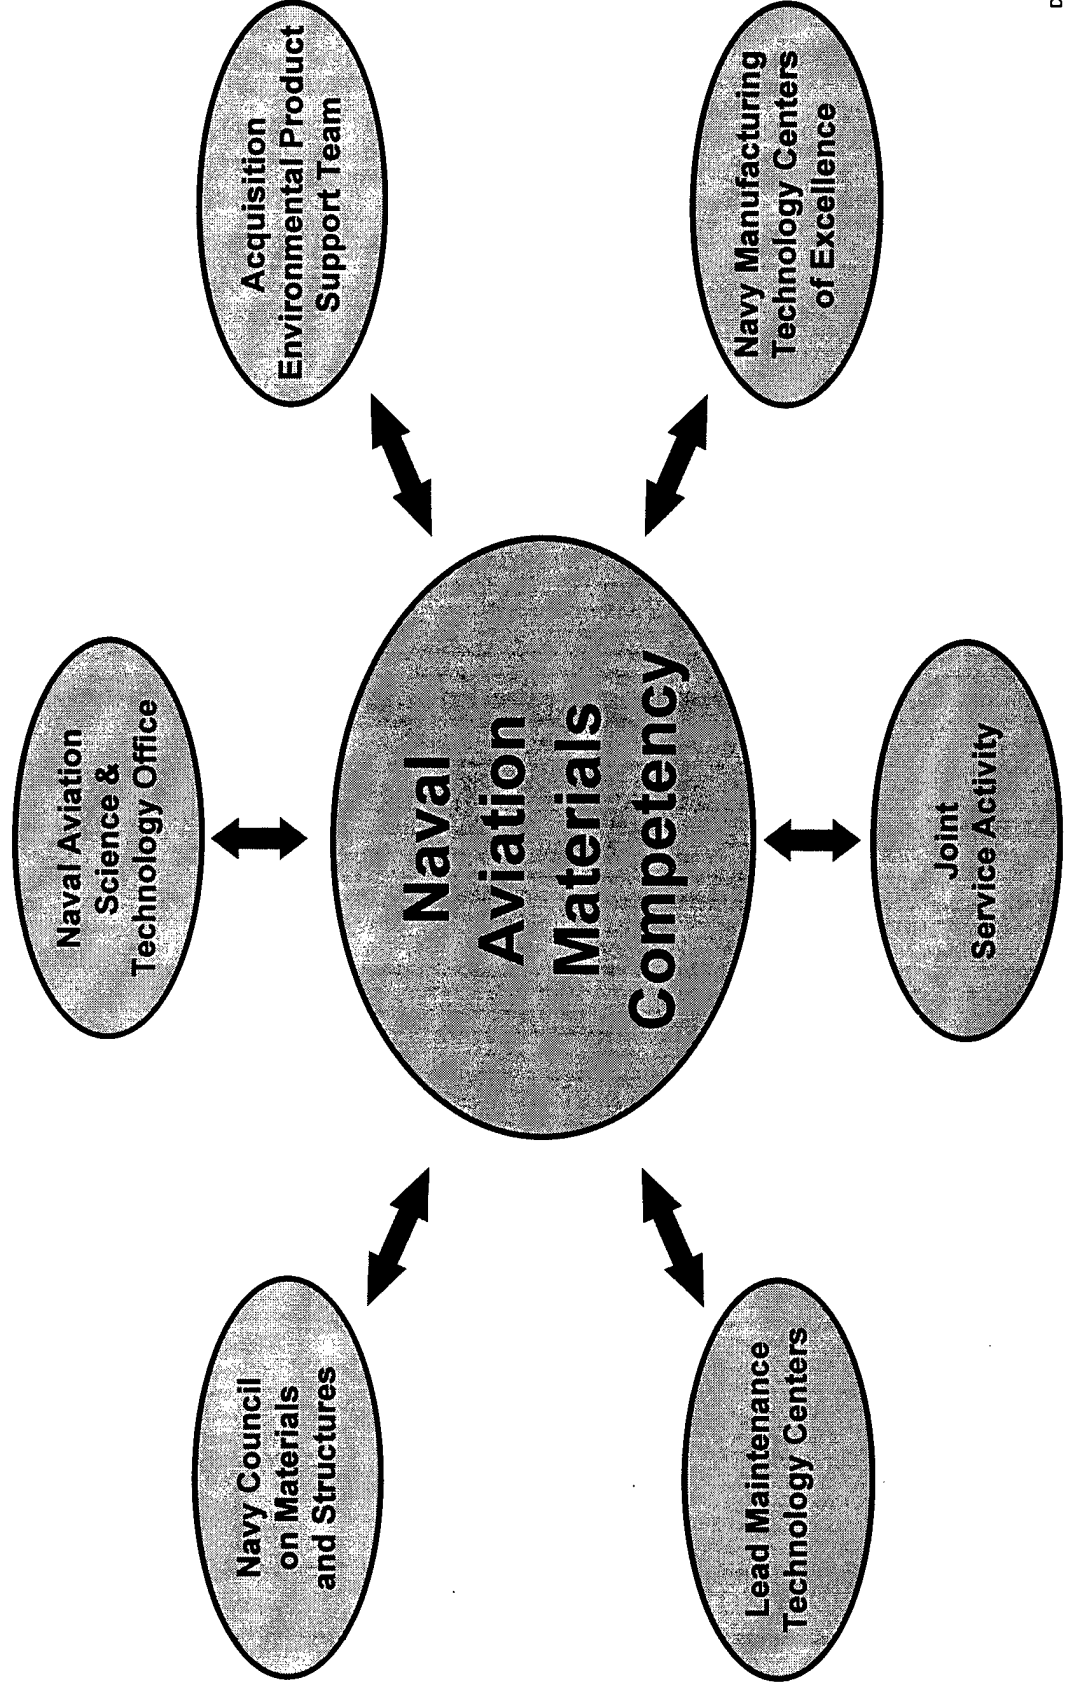 Naval Aviation
Science &
Technology Office
Navy Council
on Materials
and Structures
Acquisition
Environmental Product
Support Team
Naval
Aviation
Materials
Competency
Lead Maintenance
Technology Centers
Navy Manufacturing
Technology Centers
of Excellence
Joint
Service Activity